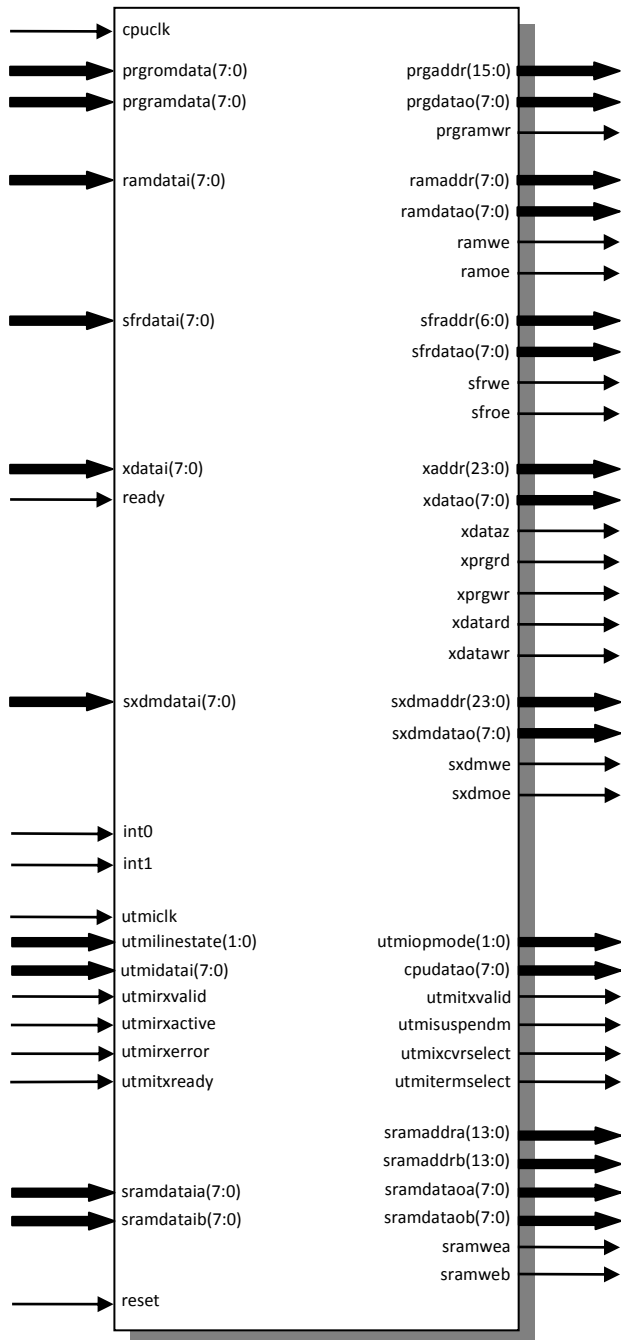 cpuclk
prgromdata(7:0) prgaddr(15:0)
prgramdata(7:0) prgdatao(7:0)
prgramwr
ramdatai(7:0) ramaddr(7:0)
ramdatao(7:0)
ramwe
ramoe
sfrdatai(7:0) sfraddr(6:0)
sfrdatao(7:0)
sfrwe
sfroe
xdatai(7:0) xaddr(23:0)
ready xdatao(7:0)
xdataz
xprgrd
xprgwr
xdatard
xdatawr
sxdmdatai(7:0) sxdmaddr(23:0)
sxdmdatao(7:0)
sxdmwe
sxdmoe
int0
int1
utmiclk
utmilinestate(1:0) utmiopmode(1:0)
utmidatai(7:0) cpudatao(7:0)
utmirxvalid utmitxvalid
utmirxactive utmisuspendm
utmirxerror utmixcvrselect
utmitxready utmitermselect
sramaddra(13:0)
sramaddrb(13:0)
sramdataia(7:0) sramdataoa(7:0)
sramdataib(7:0) sramdataob(7:0)
sramwea
sramweb
reset